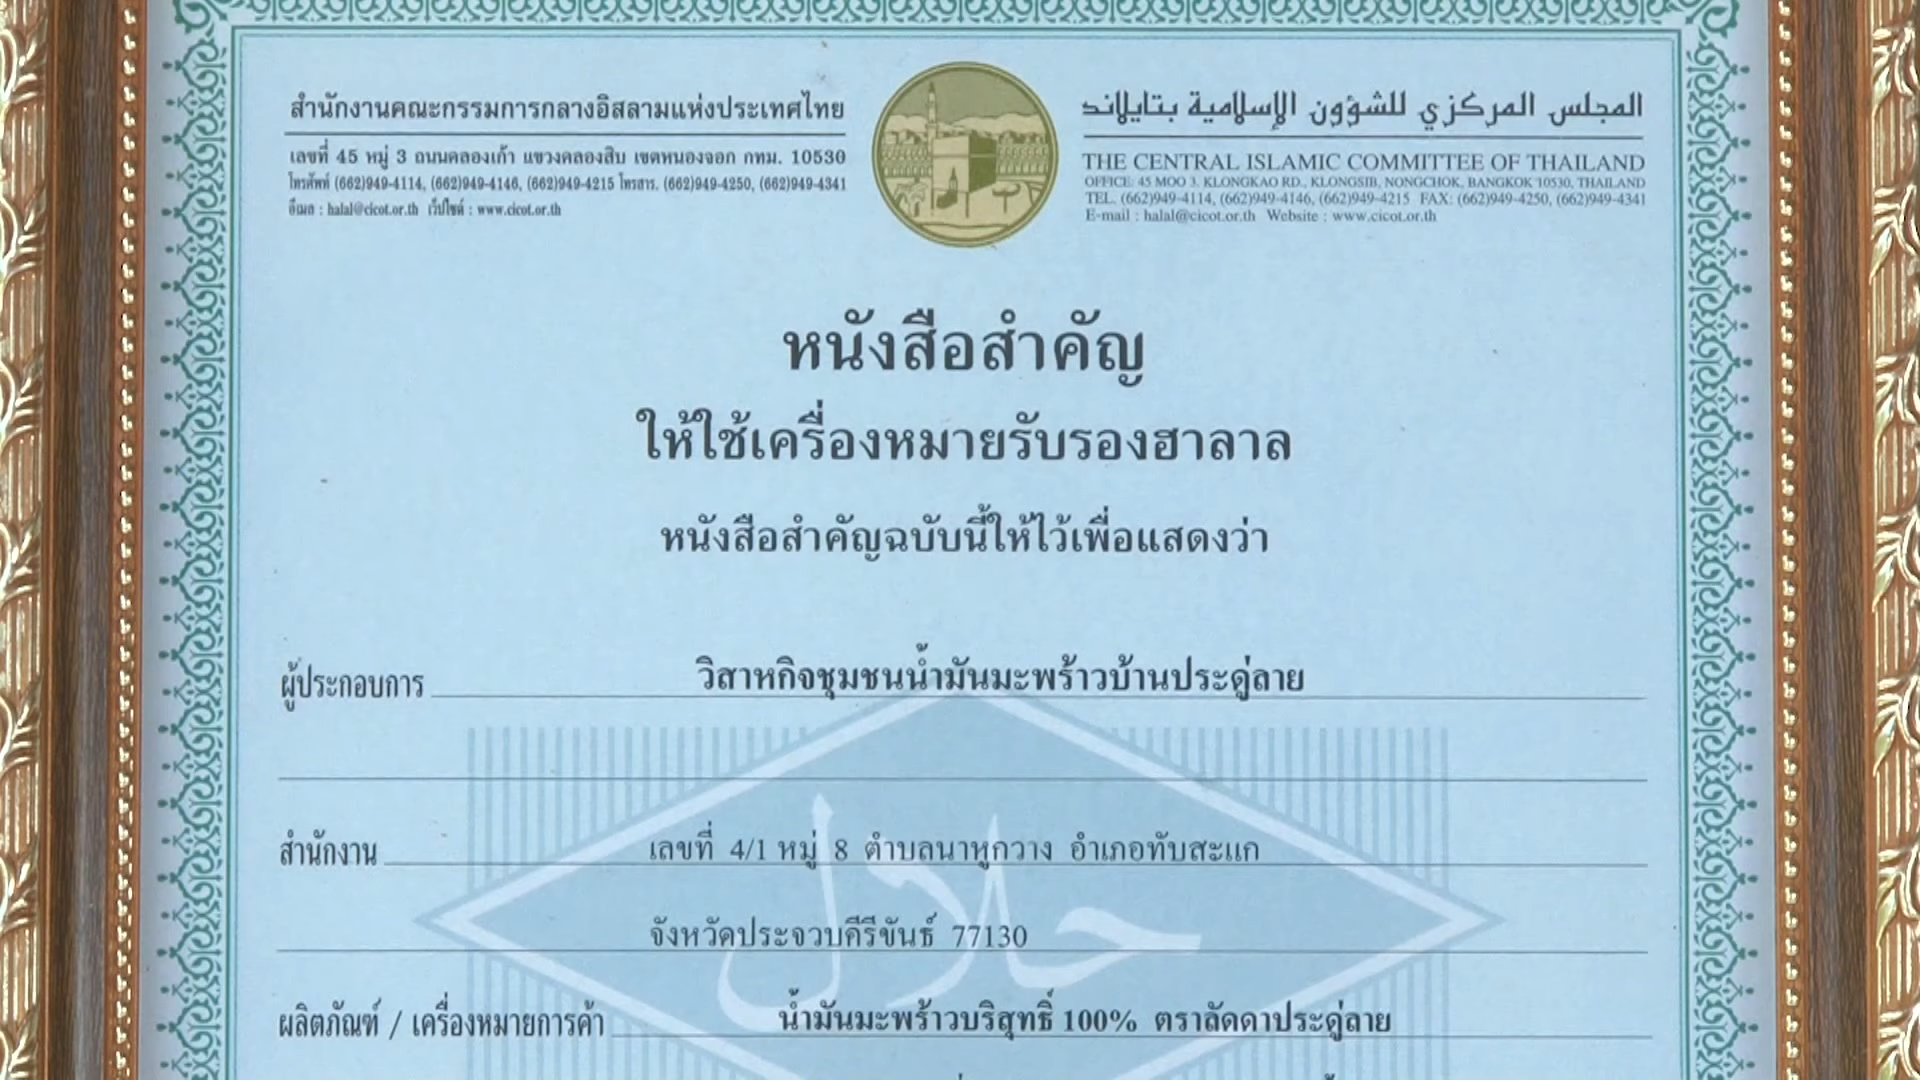 สำนักงานคณะกรรมการกลางอิสลามแห่งประเทศไทย
เลขที่ 45 หมู่ 3 ถนนคลองเก้า แขวงคลองสิบ เขตหนองจอก กทม. 10530
โทรศัพท์ (662)949-4114, (662)949-4146, (662)949-4215 โทรสาร. (662)949-4250, (662)949-4341
อีเมล : halal@cicot.or.th เว็ปไซต์ : www.cicot.or.th
المجلس المركزي للشؤون الإسلامية بتايلاند
THE CENTRAL ISLAMIC COMMITTEE OF THAILAND
OFFICE: 45 MOO 3. KLONGKAO RD., KLONGSIB, NONGCHOK, BANGKOK 10530, THAILAND
TEL. (662)949-4114, (662)949-4146, (662)949-4215 FAX: (662)949-4250, (662)949-4341
E-mail : halal@cicot.or.th Website : www.cicot.or.th
หนังสือสำคัญ
ให้ใช้เครื่องหมายรับรองฮาลาล
หนังสือสำคัญฉบับนี้ให้ไว้เพื่อแสดงว่า
ผู้ประกอบการ วิสาหกิจชุมชนน้ำมันมะพร้าวบ้านประดู่ลาย
สำนักงาน เลขที่ 4/1 หมู่ 8 ตำบลนาหูกวาง อำเภอทับสะแก
จังหวัดประจวบคีรีขันธ์ 77130
حلال
ผลิตภัณฑ์ / เครื่องหมายการค้า น้ำมันมะพร้าวบริสุทธิ์ 100% ตราลัดดาประดู่ลาย